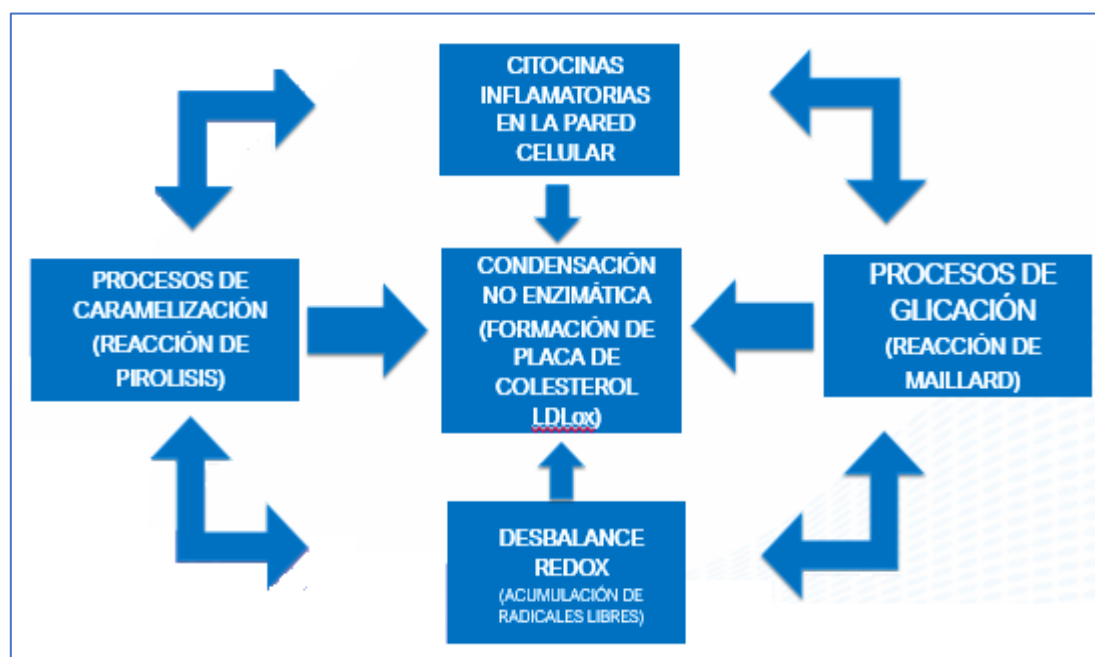 CITOCINAS
INFLAMATORIAS
EN LA PARED
CELULAR
PROCESOS DE
CARAMELIZACIÓN
(REACCIÓN DE
PIROLISIS)
CONDENSACIÓN
NO ENZIMÁTICA
(FORMACIÓN DE
PLACA DE
COLESTEROL
LDLox)
PROCESOS DE
GLICACIÓN
(REACCIÓN DE
MAILLARD)
DESBALANCE
REDOX
(ACUMULACIÓN DE
RADICALES LIBRES)